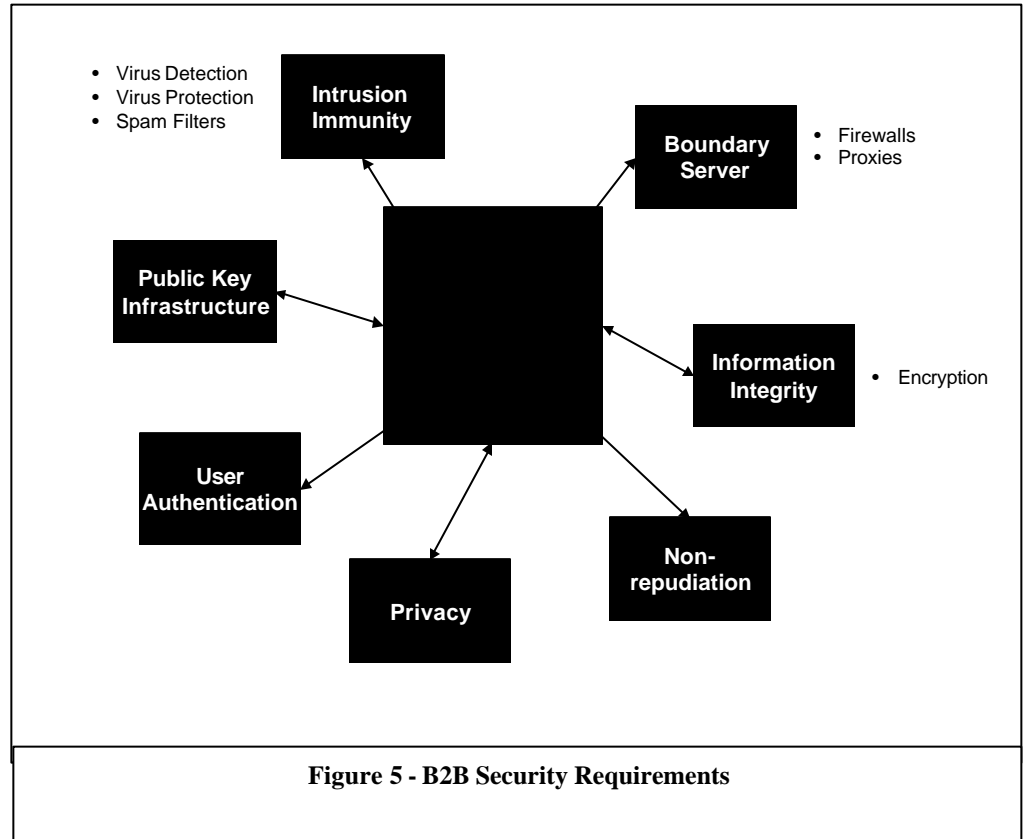 • Virus Detection
• Virus Protection
• Spam Filters
Intrusion
Immunity
Boundary
Server
• Firewalls
• Proxies
Public Key
Infrastructure
Information
Integrity
• Encryption
User
Authentication
Non-
repudiation
Privacy
Figure 5 - B2B Security Requirements